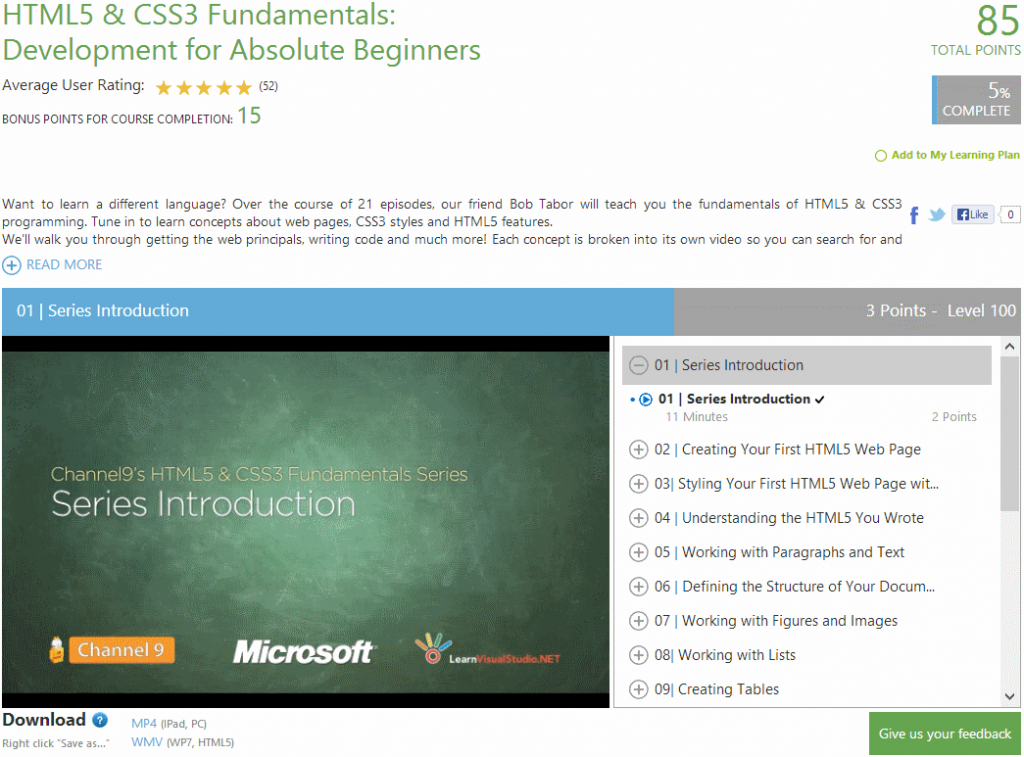 HTML5 & CSS3 Fundamentals:
Development for Absolute Beginners
85
TOTAL POINTS
Average User Rating: (52)
5%
COMPLETE
BONUS POINTS FOR COURSE COMPLETION: 15
Add to My Learning Plan
Want to learn a different language? Over the course of 21 episodes, our friend Bob Tabor will teach you the fundamentals of HTML5 & CSS3
programming. Tune in to learn concepts about web pages, CSS3 styles and HTML5 features.
We'll walk you through getting the web principals, writing code and much more! Each concept is broken into its own video so you can search for and
f Like 0
READ MORE
01 | Series Introduction
3 Points - Level 100
Channel9's HTML5 & CSS3 Fundamentals Series
Series Introduction
Channel 9
Microsoft
LearnVisualStudio.NET
01 | Series Introduction
01 | Series Introduction ✓
11 Minutes 2 Points
02 | Creating Your First HTML5 Web Page
03| Styling Your First HTML5 Web Page wit...
04 | Understanding the HTML5 You Wrote
05 | Working with Paragraphs and Text
06 | Defining the Structure of Your Docum...
07 | Working with Figures and Images
08| Working with Lists
09| Creating Tables
Download ?
Right click "Save as..."
MP4 (IPad, PC)
WMV (WP7, HTML5)
Give us your feedback